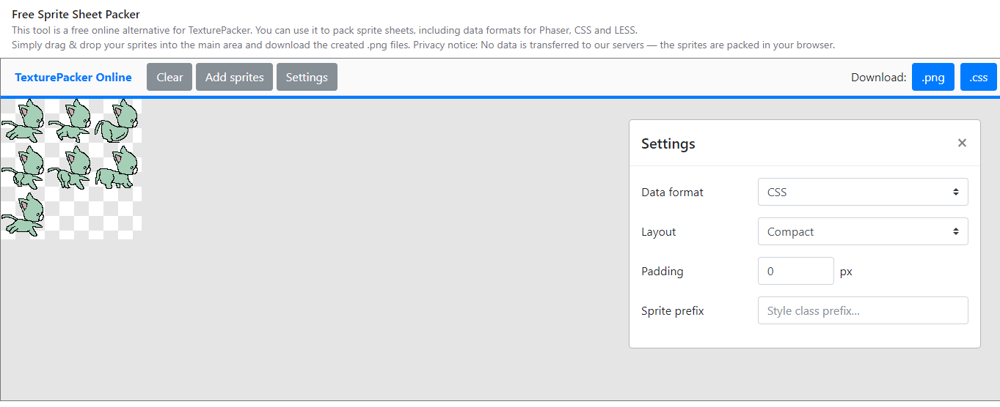 Free Sprite Sheet Packer
This tool is a free online alternative for TexturePacker. You can use it to pack sprite sheets, including data formats for Phaser, CSS and LESS.
Simply drag & drop your sprites into the main area and download the created .png files. Privacy notice: No data is transferred to our servers — the sprites are packed in your browser.
TexturePacker Online Clear Add sprites Settings Download: .png .css
Settings ×
Data format CSS
Layout Compact
Padding 0 px
Sprite prefix Style class prefix...